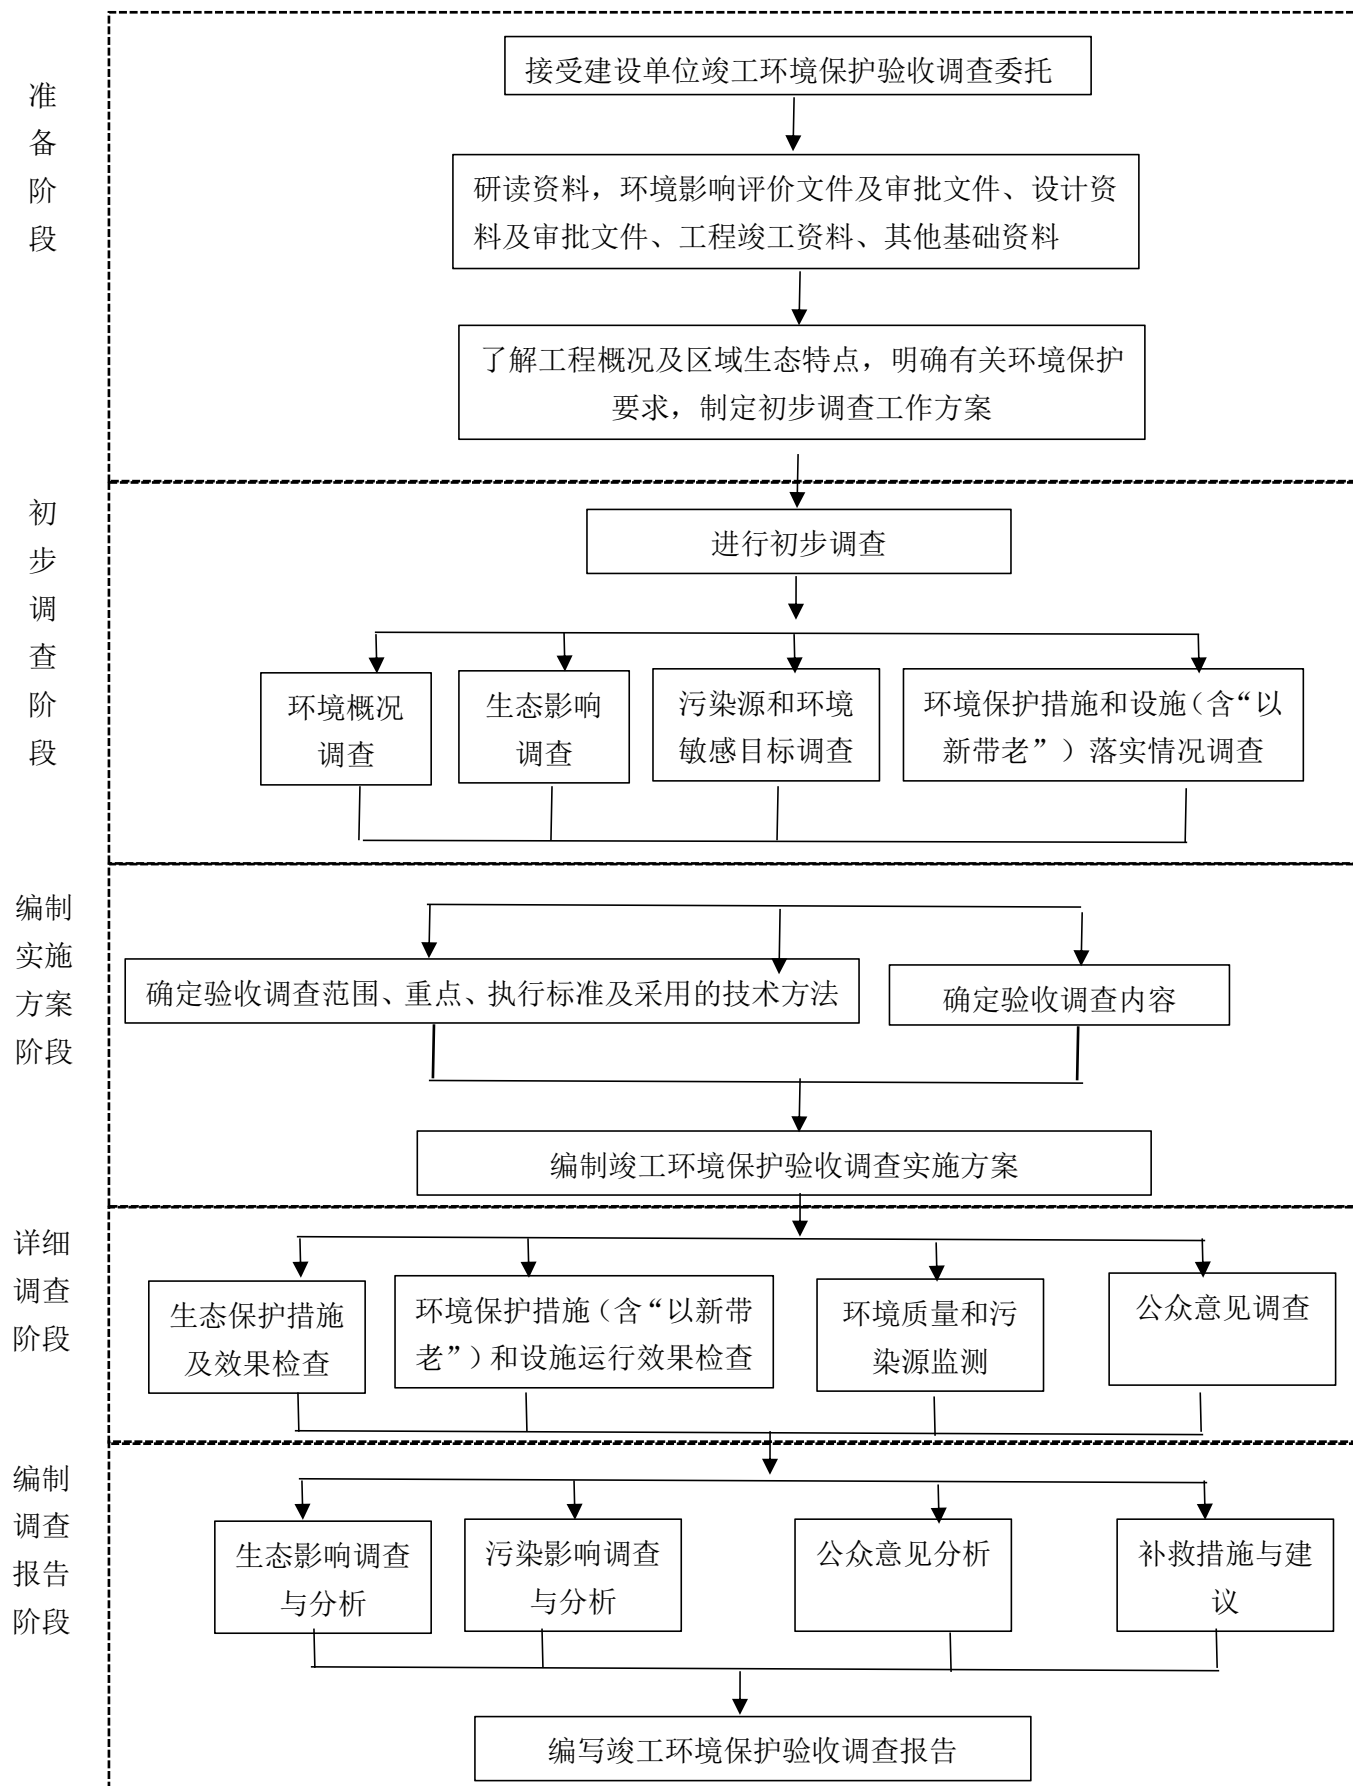 准
备
阶
段
接受建设单位竣工环境保护验收调查委托
研读资料，环境影响评价文件及审批文件、设计资
料及审批文件、工程竣工资料、其他基础资料
了解工程概况及区域生态特点，明确有关环境保护
要求，制定初步调查工作方案
初
步
调
查
阶
段
进行初步调查
环境概况
调查
生态影响
调查
污染源和环境
敏感目标调查
环境保护措施和设施（含“以
新带老”）落实情况调查
编制
实施
方案
阶段
确定验收调查范围、重点、执行标准及采用的技术方法
确定验收调查内容
编制竣工环境保护验收调查实施方案
详细
调查
阶段
生态保护措施
及效果检查
环境保护措施（含“以新带
老”）和设施运行效果检查
环境质量和污
染源监测
公众意见调查
编制
调查
报告
阶段
生态影响调查
与分析
污染影响调查
与分析
公众意见分析
补救措施与建
议
编写竣工环境保护验收调查报告